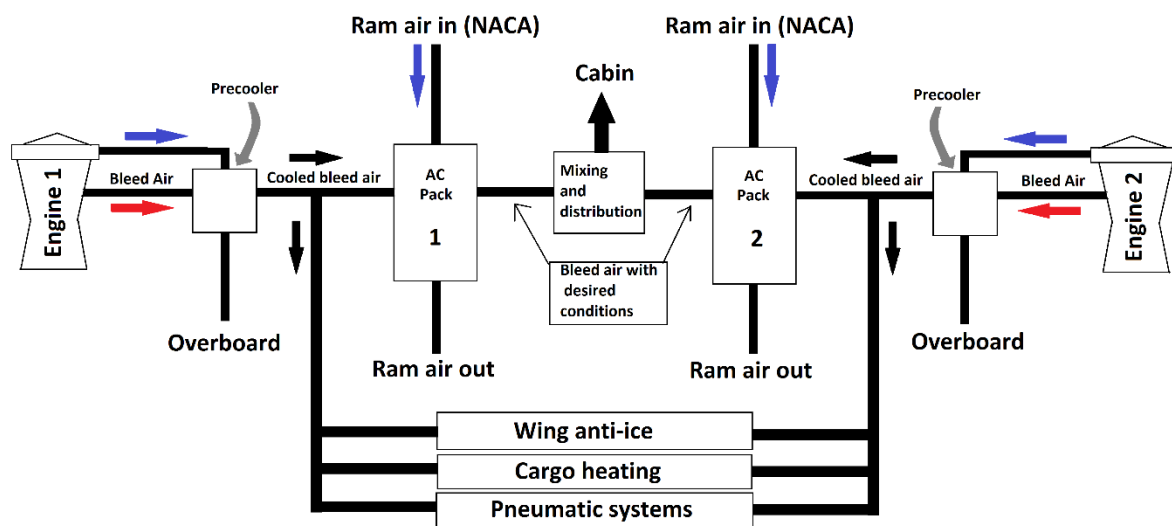 Ram air in (NACA)
Ram air in (NACA)
Cabin
Precooler
Precooler
Engine 1
Bleed Air
Cooled bleed air
AC
Pack
1
Mixing
and
distribution
AC
Pack
2
Cooled bleed air
Bleed Air
Engine 2
Bleed air with
desired
conditions
Overboard
Ram air out
Ram air out
Overboard
Wing anti-ice
Cargo heating
Pneumatic systems